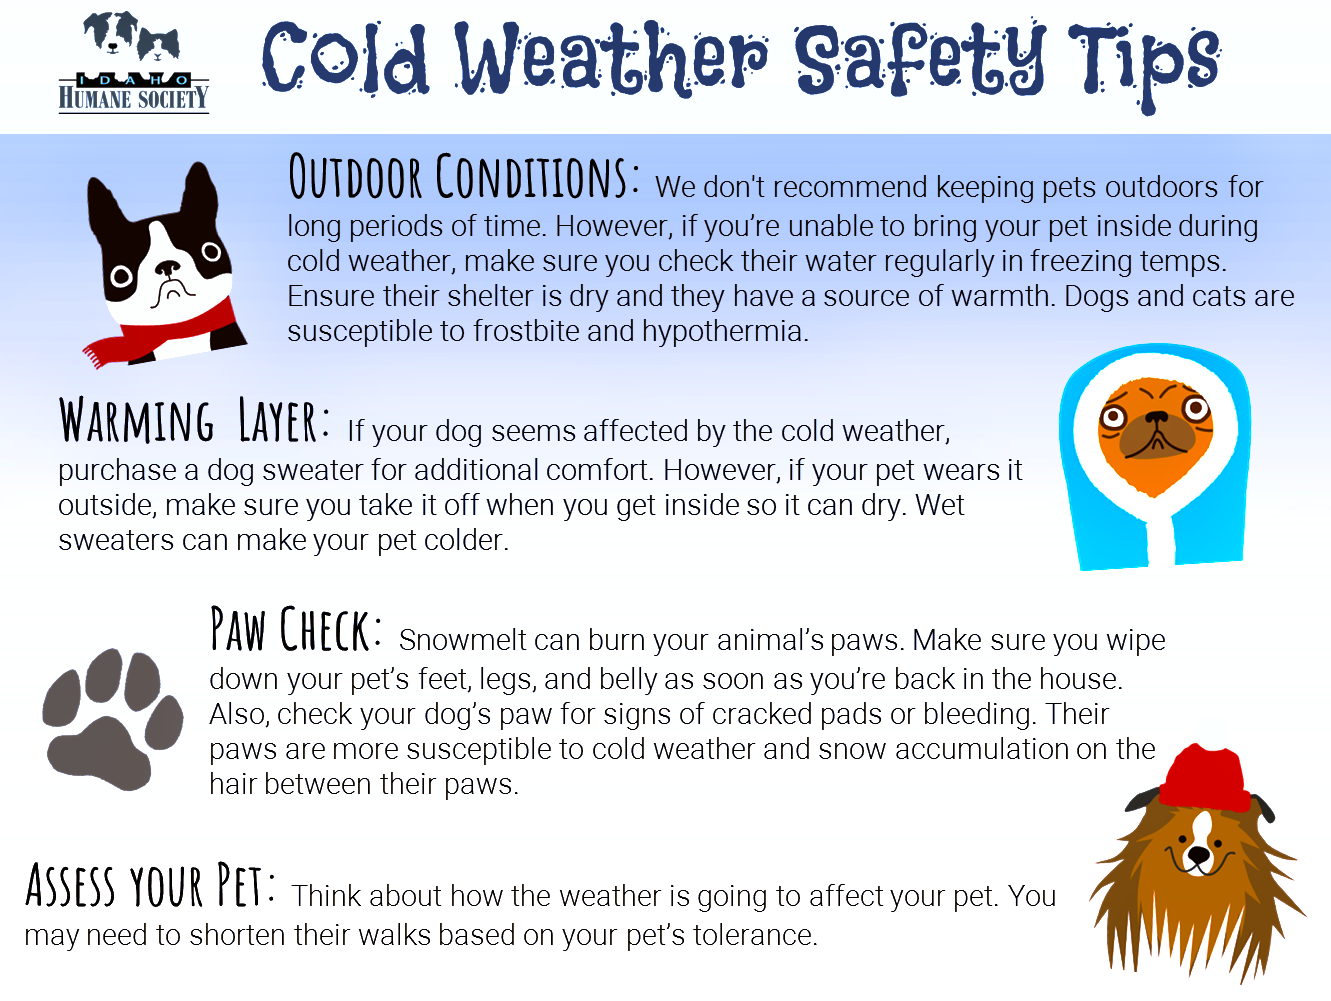 IDAHO
HUMANE SOCIETY
Cold Weather Safety Tips
OUTDOOR CONDITIONS: We don't recommend keeping pets outdoors for
long periods of time. However, if you’re unable to bring your pet inside during
cold weather, make sure you check their water regularly in freezing temps.
Ensure their shelter is dry and they have a source of warmth. Dogs and cats are
susceptible to frostbite and hypothermia.
WARMING LAYER: If your dog seems affected by the cold weather,
purchase a dog sweater for additional comfort. However, if your pet wears it
outside, make sure you take it off when you get inside so it can dry. Wet
sweaters can make your pet colder.
PAW CHECK: Snowmelt can burn your animal’s paws. Make sure you wipe
down your pet’s feet, legs, and belly as soon as you’re back in the house.
Also, check your dog’s paw for signs of cracked pads or bleeding. Their
paws are more susceptible to cold weather and snow accumulation on the
hair between their paws.
ASSESS YOUR PET: Think about how the weather is going to affect your pet. You
may need to shorten their walks based on your pet’s tolerance.